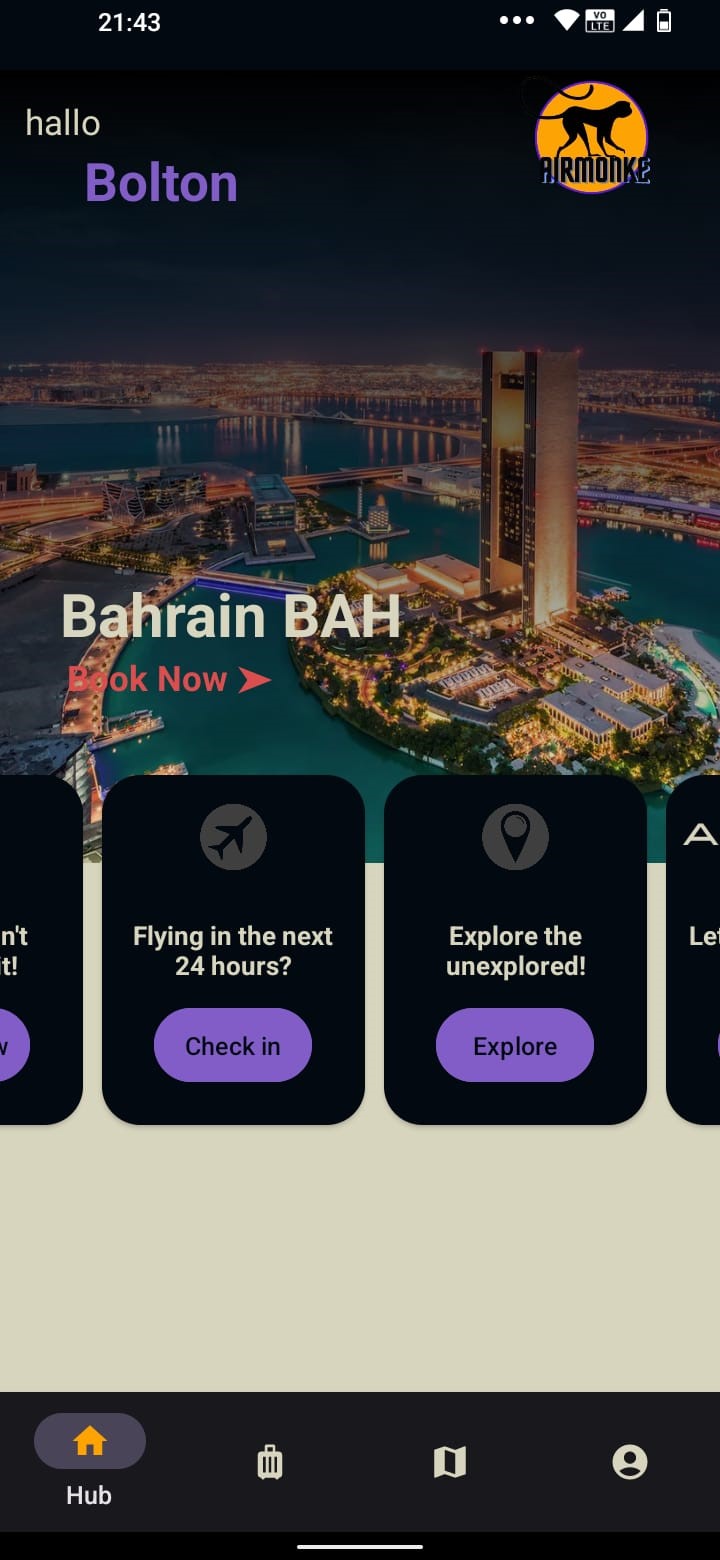 21:43
VO
LTE
hallo
Bolton
AIRMONKE
Bahrain BAH
Book Now
n't
it!
w
Flying in the next
24 hours?
Check in
Explore the
unexplored!
Explore
A
Let
Hub